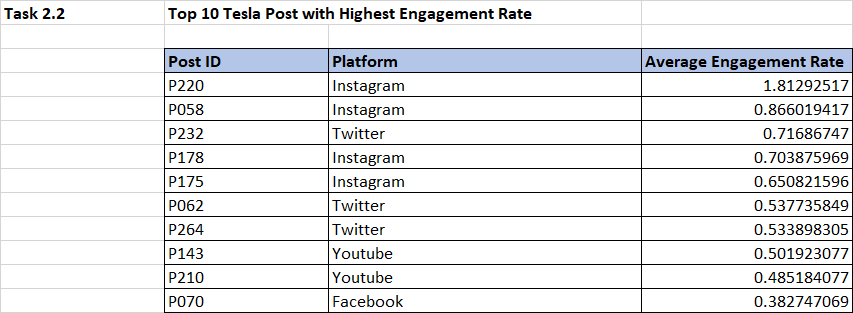 Task 2.2 Top 10 Tesla Post with Highest Engagement Rate
Post ID Platform Average Engagement Rate
P220 Instagram 1.81292517
P058 Instagram 0.866019417
P232 Twitter 0.71686747
P178 Instagram 0.703875969
P175 Instagram 0.650821596
P062 Twitter 0.537735849
P264 Twitter 0.533898305
P143 Youtube 0.501923077
P210 Youtube 0.485184077
P070 Facebook 0.382747069